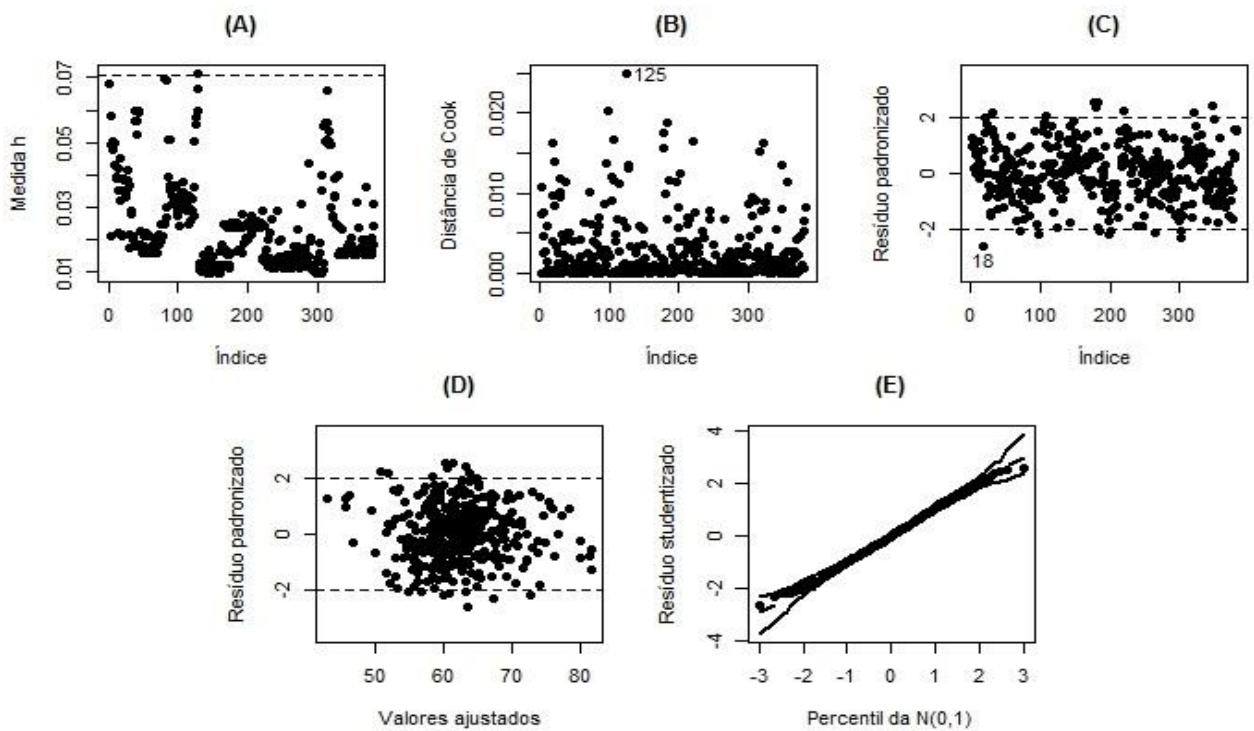 (A)
Medida h
0.01 0.03 0.05 0.07
0 100 200 300
Índice
(B)
Distância de Cook
0.000 0.010 0.020
125
0 100 200 300
Índice
(C)
Resíduo padronizado
-2 0 2
18
0 100 200 300
Índice
(D)
Resíduo padronizado
-2 0 2
50 60 70 80
Valores ajustados
(E)
Resíduo studentizado
-4 -2 0 2 4
-3 -2 -1 0 1 2 3
Percentil da N(0,1)